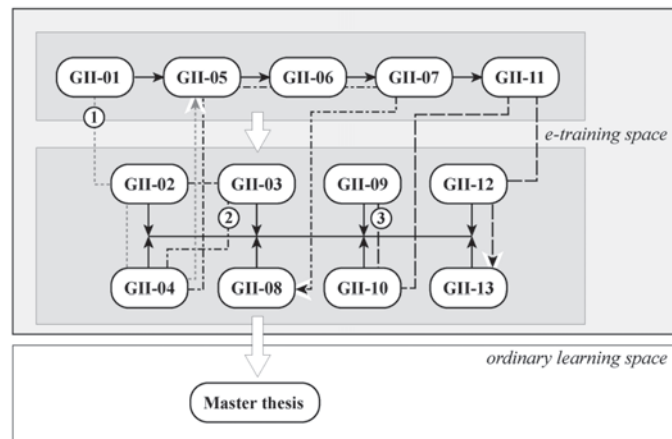 GII-01 GII-05 GII-06 GII-07 GII-11
1
e-training space
GII-02 GII-03 GII-09 GII-12
2 3
GII-04 GII-08 GII-10 GII-13
ordinary learning space
Master thesis